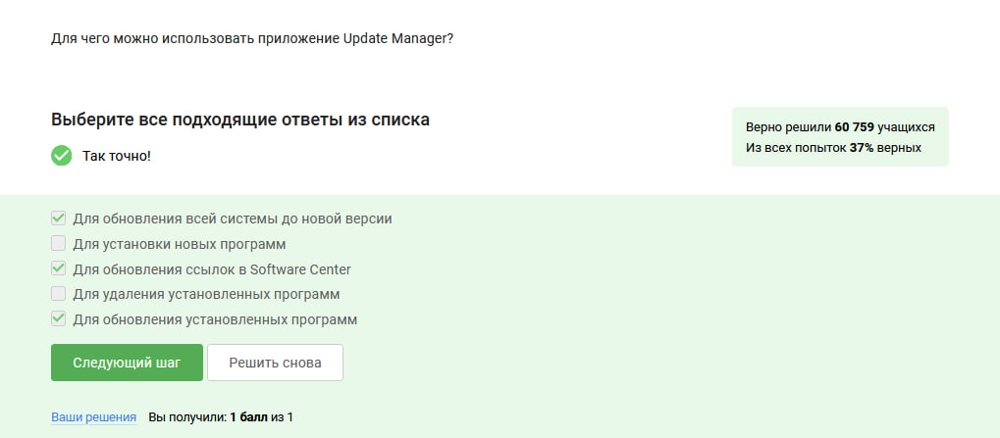 Для чего можно использовать приложение Update Manager?
Выберите все подходящие ответы из списка
Так точно!
Верно решили 60 759 учащихся
Из всех попыток 37% верных
Для обновления всей системы до новой версии
Для установки новых программ
Для обновления ссылок в Software Center
Для удаления установленных программ
Для обновления установленных программ
Следующий шаг
Решить снова
Ваши решения Вы получили: 1 балл из 1